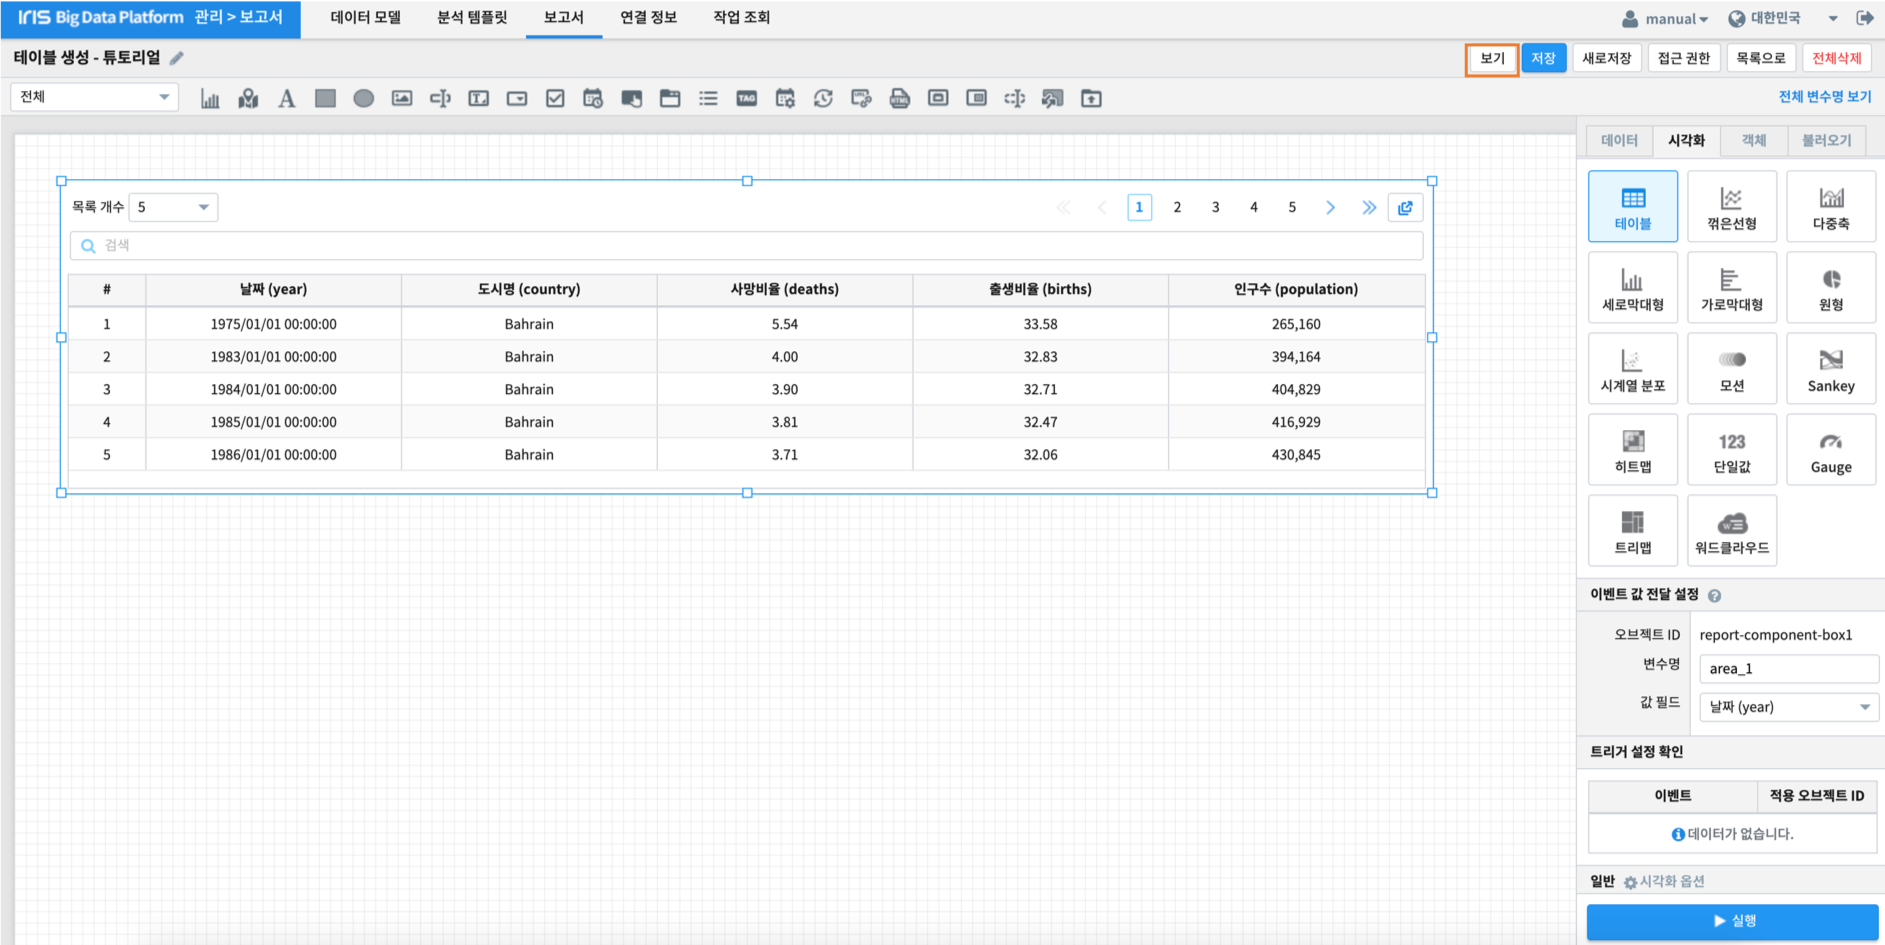 IRIS Big Data Platform 관리 > 보고서 데이터 모델 분석 템플릿 보고서 연결 정보 작업 조회 manual 대한민국
테이블 생성 - 튜토리얼 보기 저장 새로저장 접근 권한 목록으로 전체삭제
전체 A T TAG HTML 전체 변수명 보기
데이터 시각화 객체 불러오기
목록 개수 5 1 2 3 4 5
검색
# 날짜 (year) 도시명 (country) 사망비율 (deaths) 출생비율 (births) 인구수 (population)
1 1975/01/01 00:00:00 Bahrain 5.54 33.58 265,160
2 1983/01/01 00:00:00 Bahrain 4.00 32.83 394,164
3 1984/01/01 00:00:00 Bahrain 3.90 32.71 404,829
4 1985/01/01 00:00:00 Bahrain 3.81 32.47 416,929
5 1986/01/01 00:00:00 Bahrain 3.71 32.06 430,845
테이블 꺾은선형 다중축
세로막대형 가로막대형 원형
시계열 분포 모션 Sankey
123
히트맵 단일값 Gauge
W
트리맵 워드클라우드
이벤트 값 전달 설정 ?
오브젝트 ID report-component-box1
변수명 area_1
값 필드 날짜 (year)
트리거 설정 확인
이벤트 적용 오브젝트 ID
데이터가 없습니다.
일반 시각화 옵션
실행